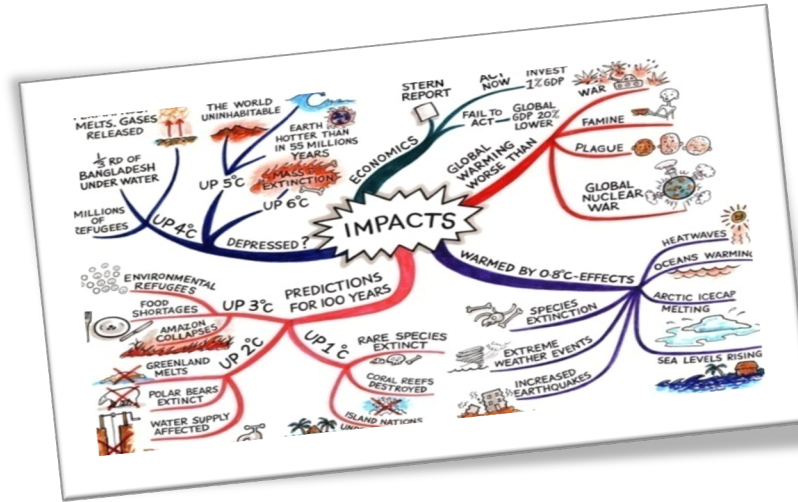 IMPACTS
ECONOMICS
STERN
REPORT
NOW
INVEST
1% GDP
FAIL TO
ACT
GLOBAL
GDP 20%
LOWER
GLOBAL
WARMING
WORSE THAN
WAR
FAMINE
PLAGUE
GLOBAL
NUCLEAR
WAR
WARMED BY 0.8°C-EFFECTS
HEATWAVES
OCEANS WARMING
ARCTIC ICECAP
MELTING
SEA LEVELS RISING
SPECIES
EXTINCTION
EXTREME
WEATHER EVENTS
INCREASED
EARTHQUAKES
PREDICTIONS
FOR 100 YEARS
UP 1°C
RARE SPECIES
EXTINCT
CORAL REEFS
DESTROYED
ISLAND NATIONS
UP 2°C
GREENLAND
MELTS
POLAR BEARS
EXTINCT
WATER SUPPLY
AFFECTED
UP 3°C
ENVIRONMENTAL
REFUGEES
FOOD
SHORTAGES
AMAZON
COLLAPSES
DEPRESSED?
UP 4°C
MELTS. GASES
RELEASED
⅓ RD OF
BANGLADESH
UNDER WATER
MILLIONS
OF
REFUGEES
UP 5°C
THE WORLD
UNINHABITABLE
EARTH
HOTTER THAN
IN 55 MILLIONS
YEARS
UP 6°C
MASS
EXTINCTION